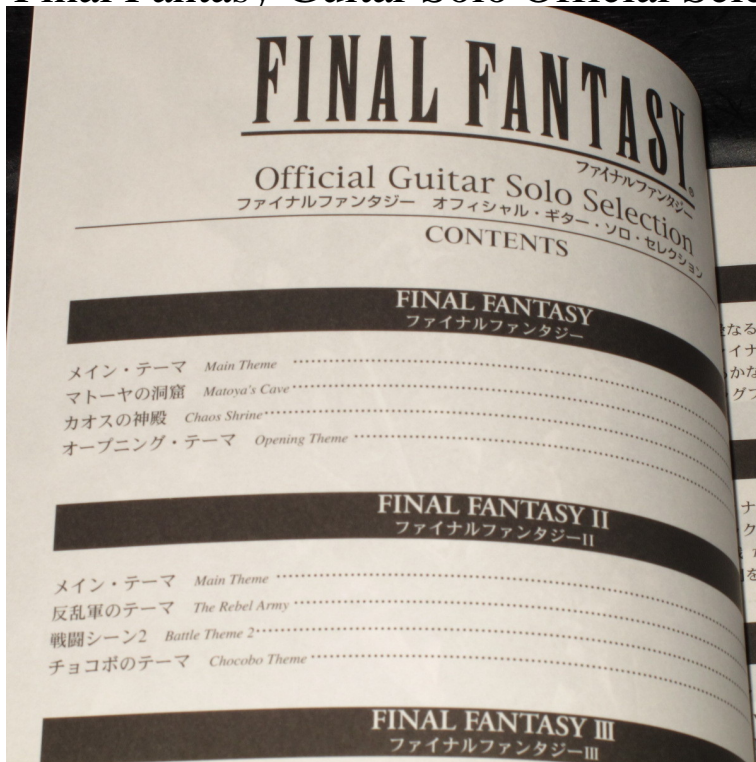 FINAL FANTASY®
ファイナルファンタジー
Official Guitar Solo Selection
ファイナルファンタジー オフィシャル・ギター・ソロ・セレクション
CONTENTS
FINAL FANTASY
ファイナルファンタジー
メイン・テーマ Main Theme
マトーヤの洞窟 Matoya's Cave
カオスの神殿 Chaos Shrine
オープニング・テーマ Opening Theme
FINAL FANTASY II
ファイナルファンタジーII
メイン・テーマ Main Theme
反乱軍のテーマ The Rebel Army
戦闘シーン2 Battle Theme 2
チョコボのテーマ Chocobo Theme
FINAL FANTASY III
ファイナルファンタジーIII